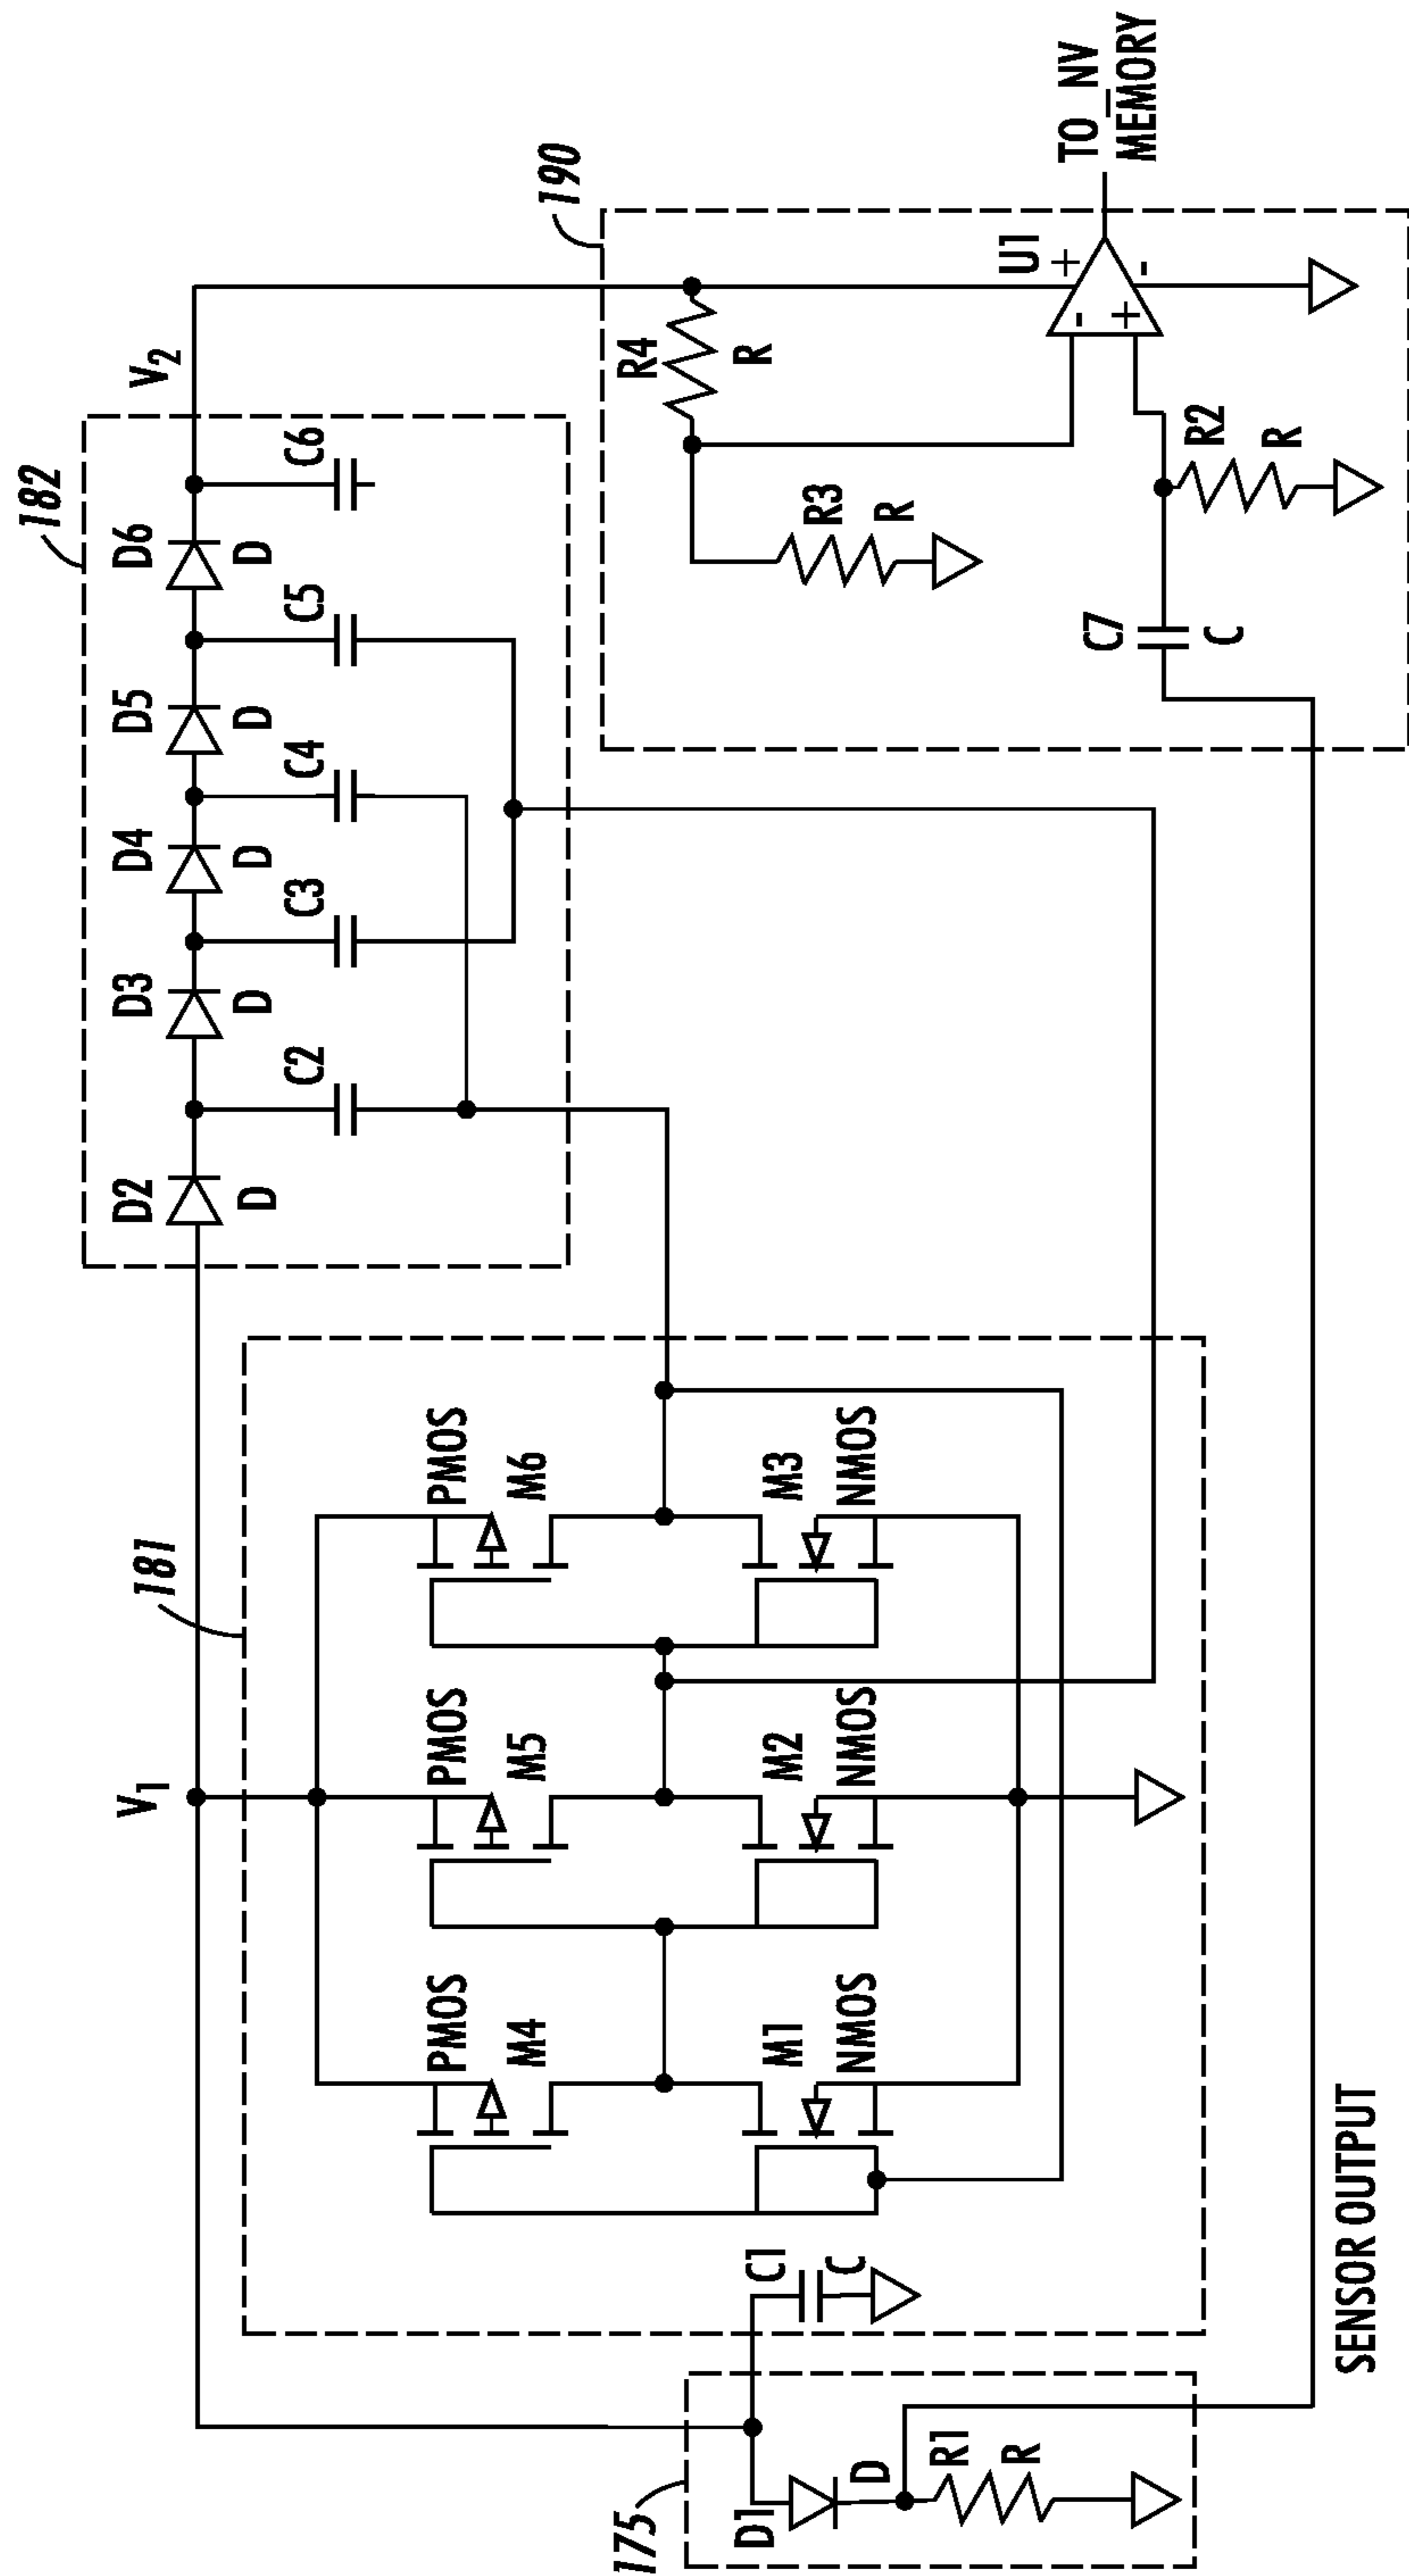 182
D2
D
D3
D
D4
D
D5
D
D6
D
V2
C2
C3
C4
C5
C6
V1
181
PMOS
M4
PMOS
M5
PMOS
M6
M1
NMOS
M2
NMOS
M3
NMOS
C1
C
175
D1
D
R1
R
SENSOR OUTPUT
190
R4
R
R3
R
U1
+
-
-
+
R2
R
C7
C
TO_NV
MEMORY